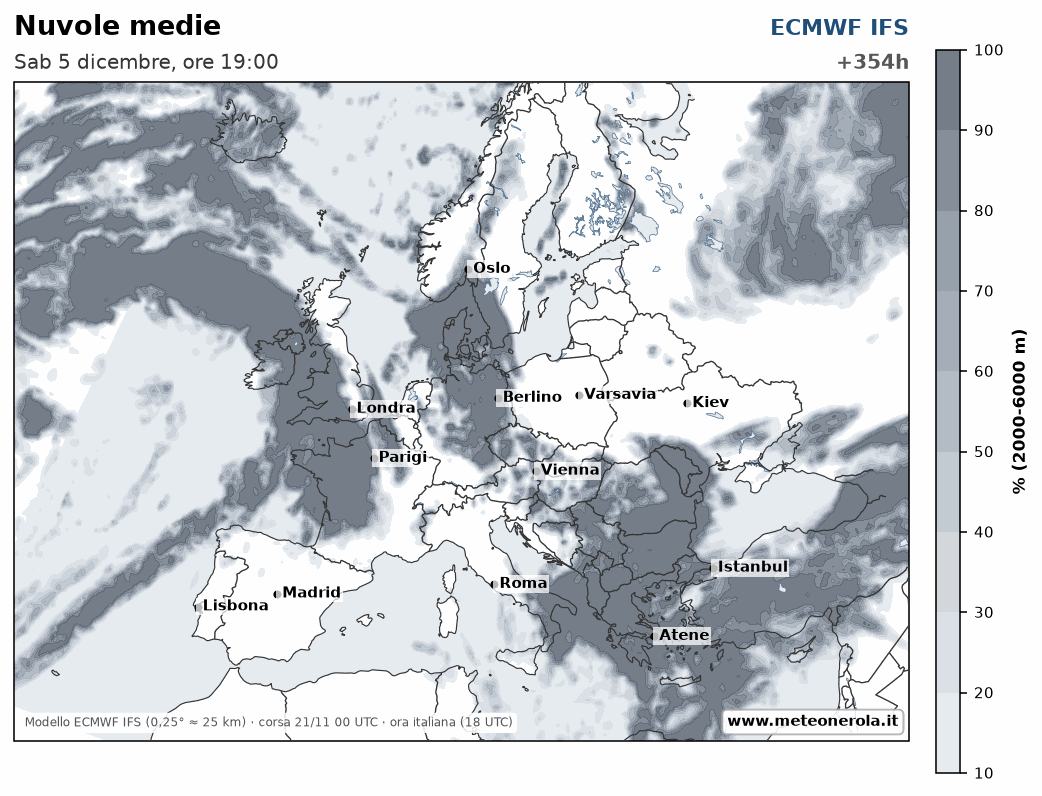 Nuvole medie
ECMWF IFS
Sab 5 dicembre, ore 19:00
+354h
100
90
80
70
60
50
40
30
20
10
% (2000-6000 m)
Oslo
Berlino
Varsavia
Kiev
Londra
Parigi
Vienna
Istanbul
Roma
Madrid
Lisbona
Atene
Modello ECMWF IFS (0,25° ≈ 25 km) · corsa 21/11 00 UTC · ora italiana (18 UTC)
www.meteonerola.it